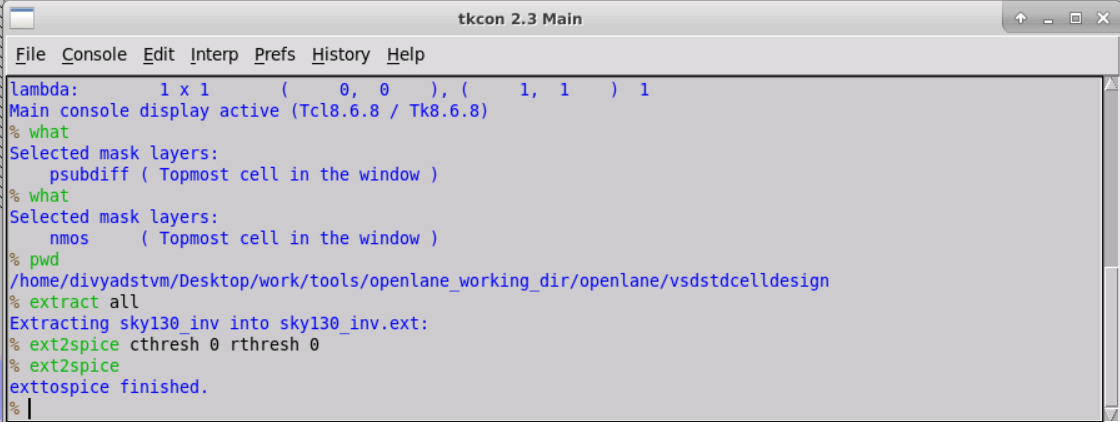 tkcon 2.3 Main
File Console Edit Interp Prefs History Help
lambda: 1 x 1 ( 0, 0 ), ( 1, 1 ) 1
Main console display active (Tcl8.6.8 / Tk8.6.8)
% what
Selected mask layers:
psubdiff ( Topmost cell in the window )
% what
Selected mask layers:
nmos ( Topmost cell in the window )
% pwd
/home/divyadstvm/Desktop/work/tools/openlane_working_dir/openlane/vsdstdcelldesign
% extract all
Extracting sky130_inv into sky130_inv.ext:
% ext2spice cthresh 0 rthresh 0
% ext2spice
exttospice finished.
%